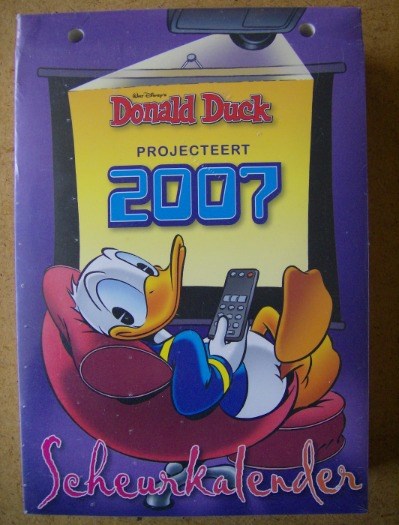 Walt Disney's
Donald Duck
PROJECTEERT
2007
Scheurkalender